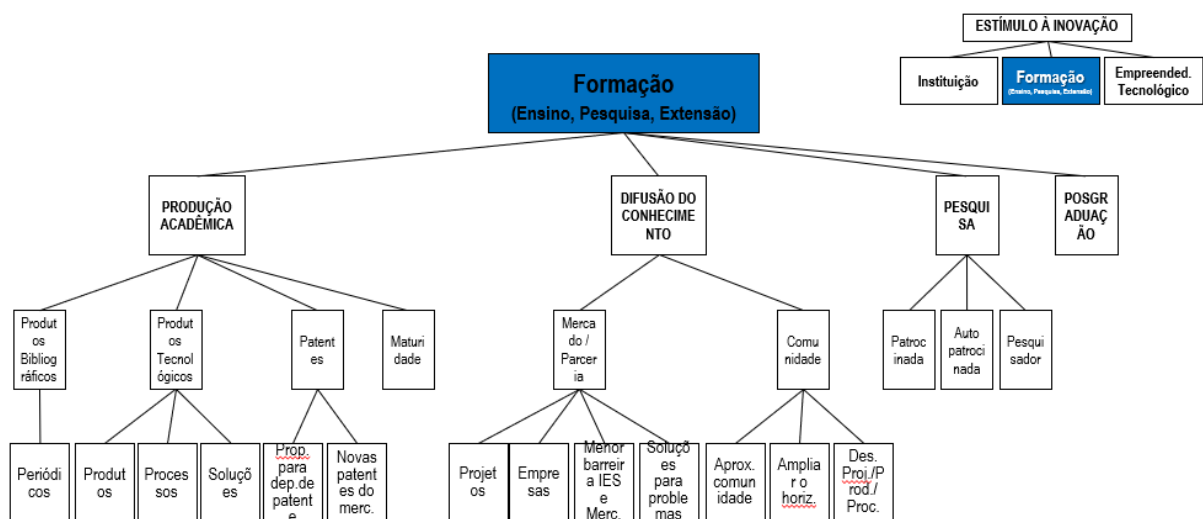 ESTÍMULO À INOVAÇÃO
Instituição
Formação
(Ensino, Pesquisa, Extensão)
Empreended.
Tecnológico
Formação
(Ensino, Pesquisa, Extensão)
PRODUÇÃO
ACADÊMICA
DIFUSÃO DO
CONHECIME
NTO
PESQUI
SA
POSGR
ADUAÇ
ÃO
Produt
os
Bibliog
ráficos
Produt
os
Tecnol
ógicos
Patent
es
Maturi
dade
Merca
do /
Parcer
ia
Comu
nidade
Patroc
inada
Auto
patroci
nada
Pesqui
sador
Periódi
cos
Produt
os
Proces
sos
Soluçõ
es
Prop.
para
dep.de
patent
e
Novas
patent
es do
merc.
Projet
os
Empre
sas
Menor
barreir
a IES
e
Merc.
Soluçõ
es
para
proble
mas
Aprox.
comun
idade
Amplia
r o
horiz.
Des.
Proj./P
rod./
Proc.